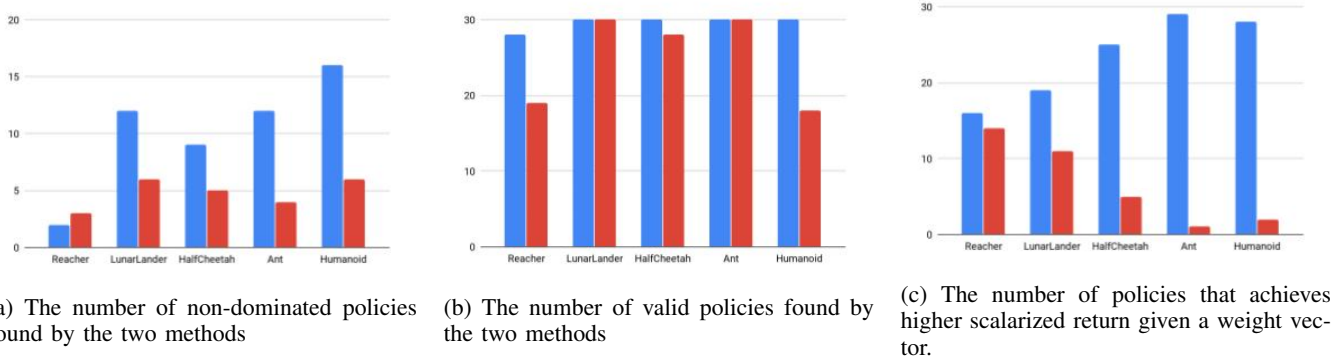 20
15
10
5
0
Reacher LunarLander HalfCheetah Ant Humanoid
a) The number of non-dominated policies
ound by the two methods
30
20
10
0
Reacher LunarLander HalfCheetah Ant Humanoid
(b) The number of valid policies found by
the two methods
30
20
10
0
Reacher LunarLander HalfCheetah Ant Humanoid
(c) The number of policies that achieves
higher scalarized return given a weight vec-
tor.